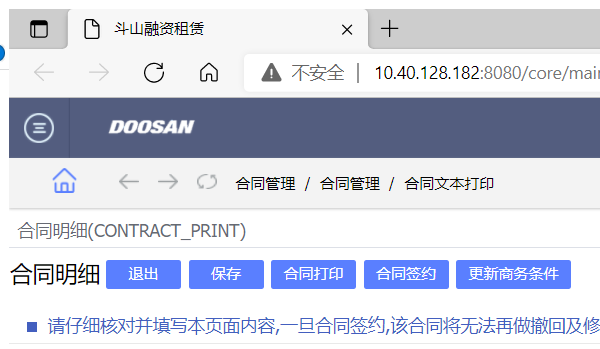 斗山融资租赁
不安全 | 10.40.128.182:8080/core/mai
DOOSAN
合同管理 / 合同管理 / 合同文本打印
合同明细(CONTRACT_PRINT)
合同明细 退出 保存 合同打印 合同签约 更新商务条件
请仔细核对并填写本页面内容,一旦合同签约,该合同将无法再做撤回及修